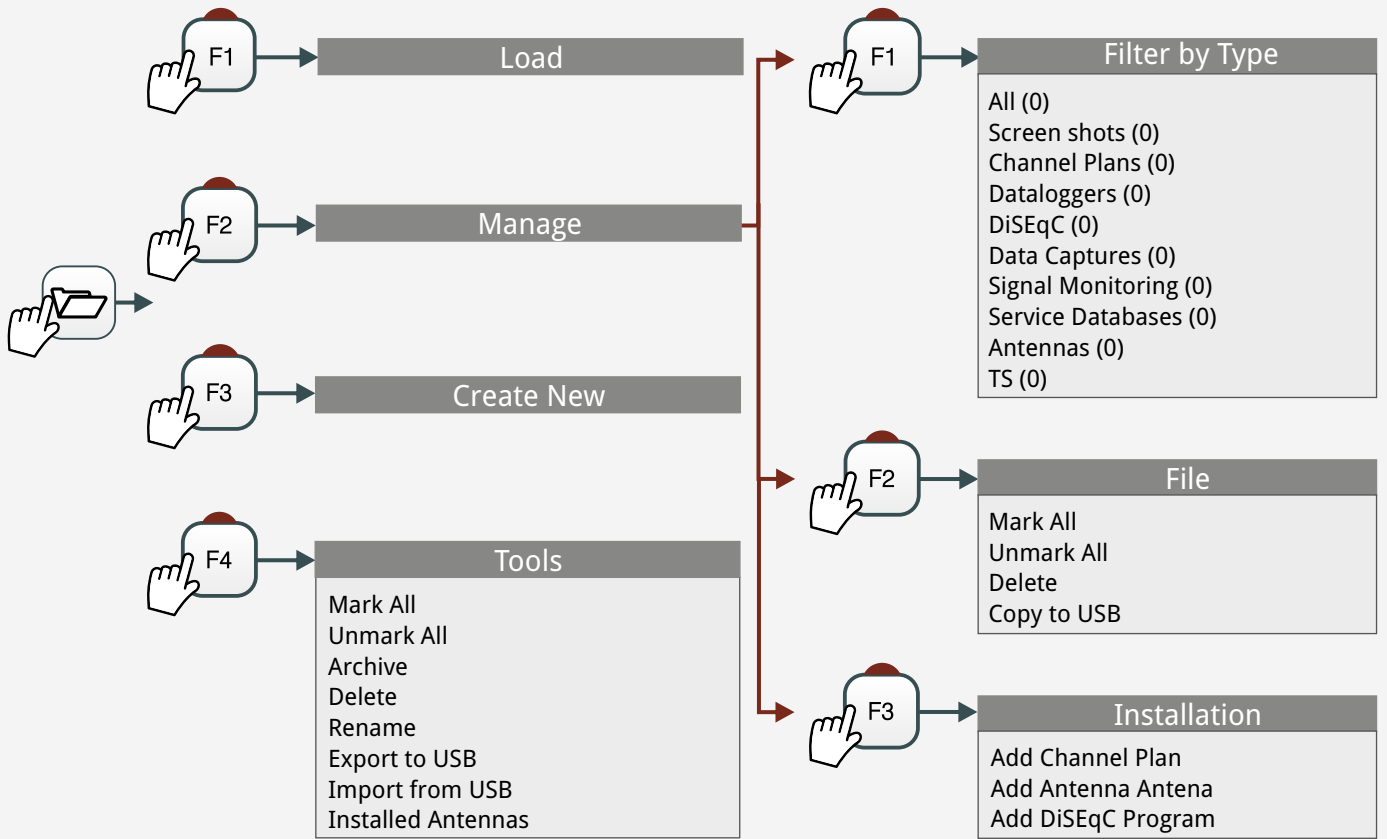 F1
Load
F2
Manage
F3
Create New
F4
Tools
Mark All
Unmark All
Archive
Delete
Rename
Export to USB
Import from USB
Installed Antennas
F1
Filter by Type
All (0)
Screen shots (0)
Channel Plans (0)
Dataloggers (0)
DiSEqC (0)
Data Captures (0)
Signal Monitoring (0)
Service Databases (0)
Antennas (0)
TS (0)
F2
File
Mark All
Unmark All
Delete
Copy to USB
F3
Installation
Add Channel Plan
Add Antenna Antena
Add DiSEqC Program